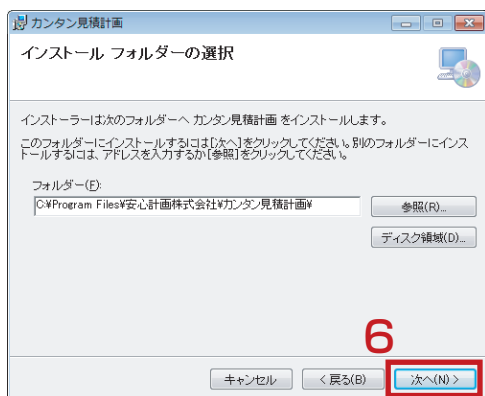 カンタン見積計画
インストール フォルダーの選択
インストーラーは次のフォルダーへ カンタン見積計画 をインストールします。
このフォルダーにインストールするには[次へ]をクリックしてください。別のフォルダーにインス
トールするには、アドレスを入力するか[参照]をクリックしてください。
フォルダー(F):
C:¥Program Files¥安心計画株式会社¥カンタン見積計画¥
参照(R)...
ディスク領域(D)...
6
キャンセル
< 戻る(B)
次へ(N) >